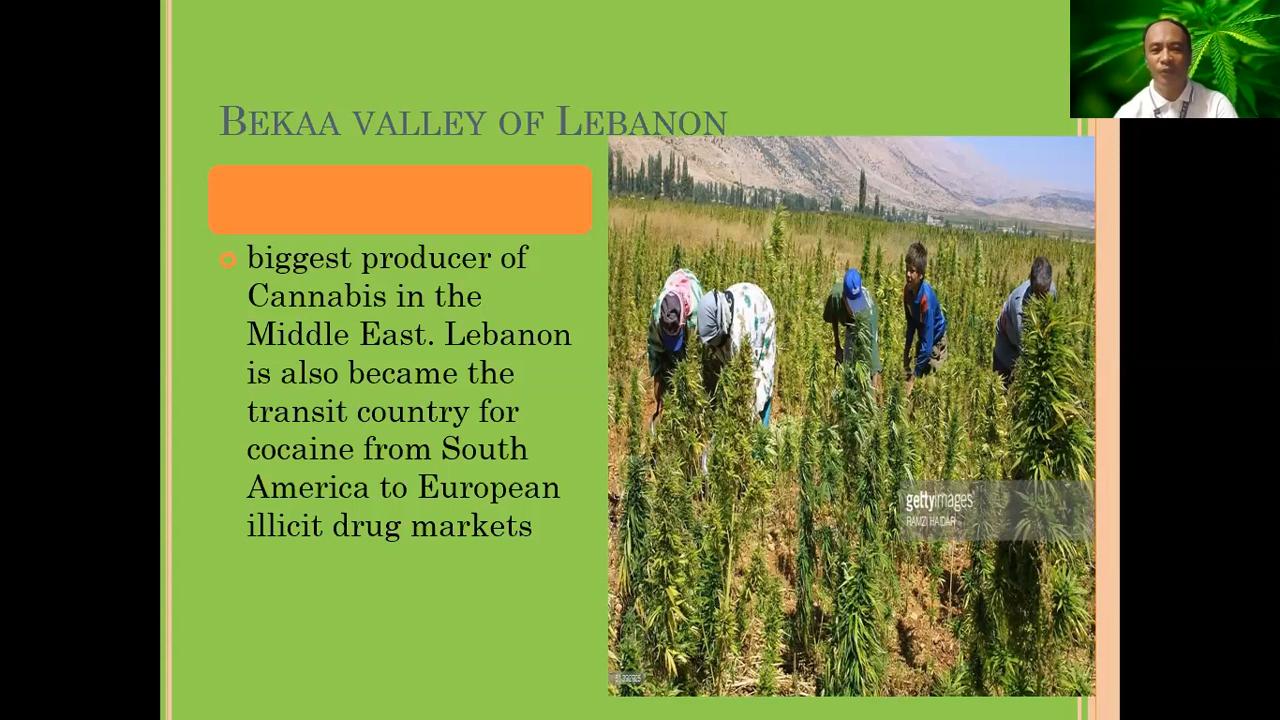 BEKAA VALLEY OF LEBANON
biggest producer of
Cannabis in the
Middle East. Lebanon
is also became the
transit country for
cocaine from South
America to European
illicit drug markets
gettyimages
RAMZI HAIDAR